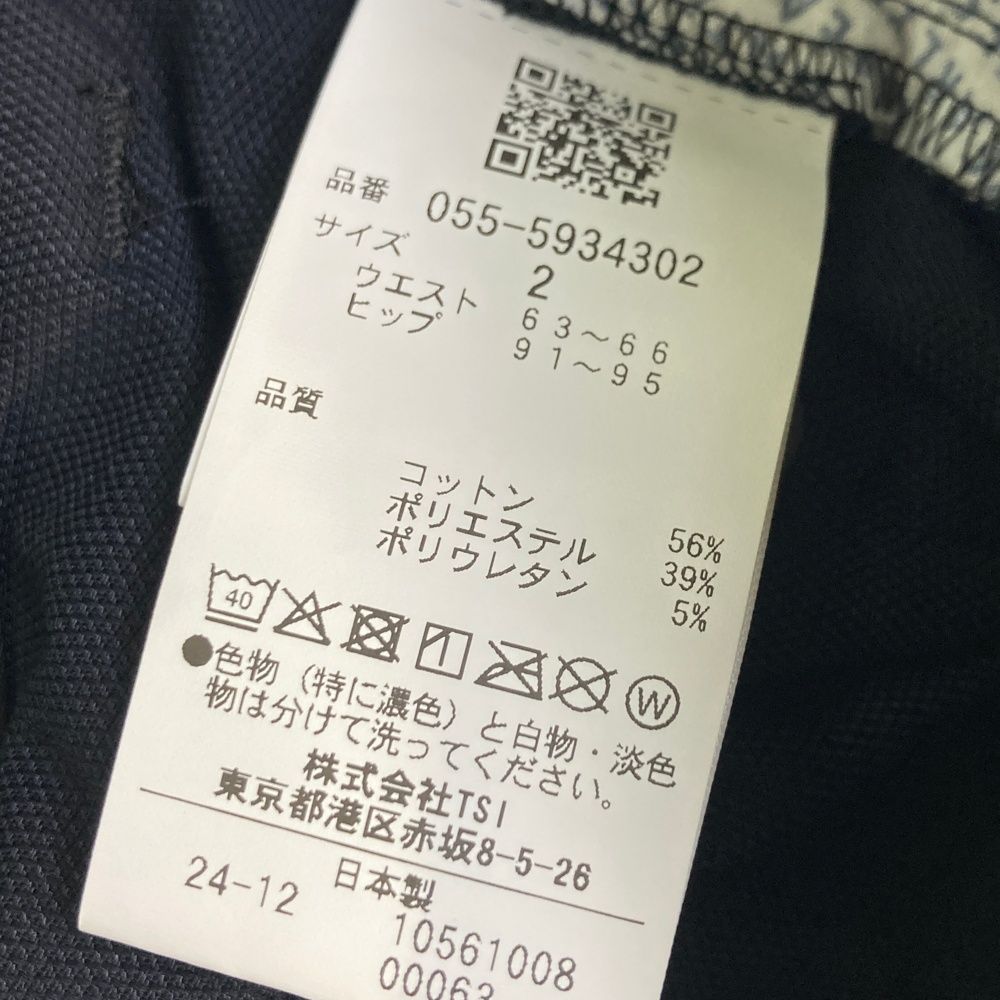 品番 055-5934302
サイズ 2
ウエスト 63～66
ヒップ 91～95
品質
コットン 56%
ポリエステル 39%
ポリウレタン 5%
40
W
●色物(特に濃色)と白物・淡色
物は分けて洗ってください。
株式会社TSI
東京都港区赤坂8-5-26
24-12 日本製
10561008
00063